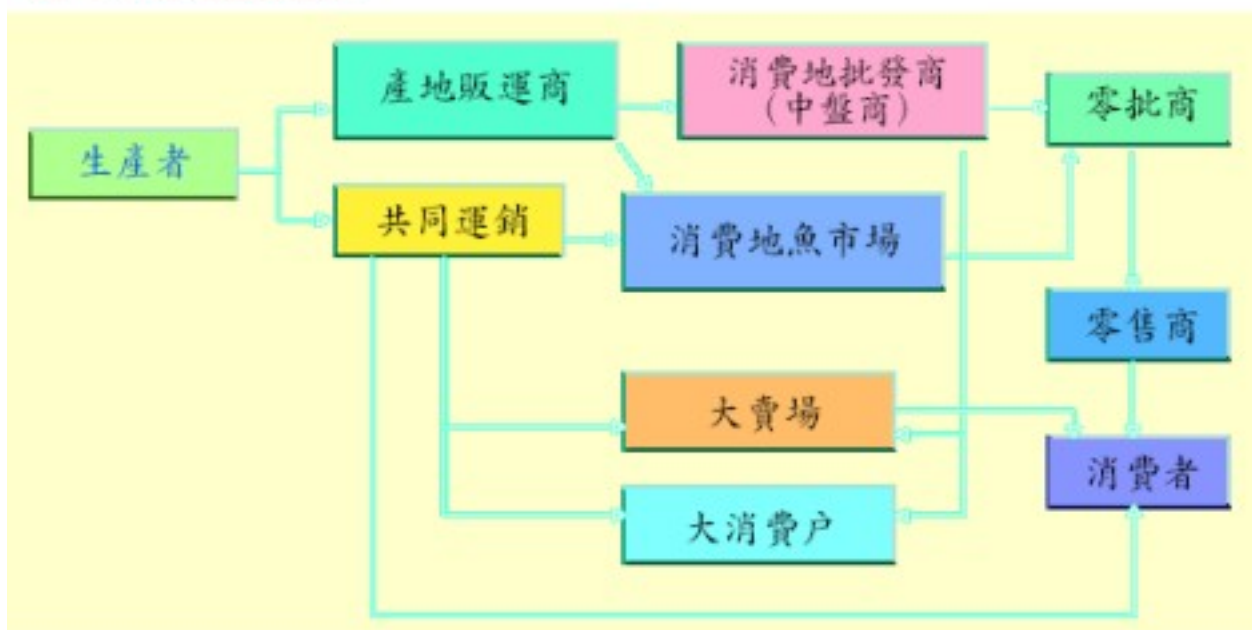 生產者
產地販運商
共同運銷
消費地批發商
(中盤商)
消費地魚市場
大賣場
大消費户
零批商
零售商
消費者